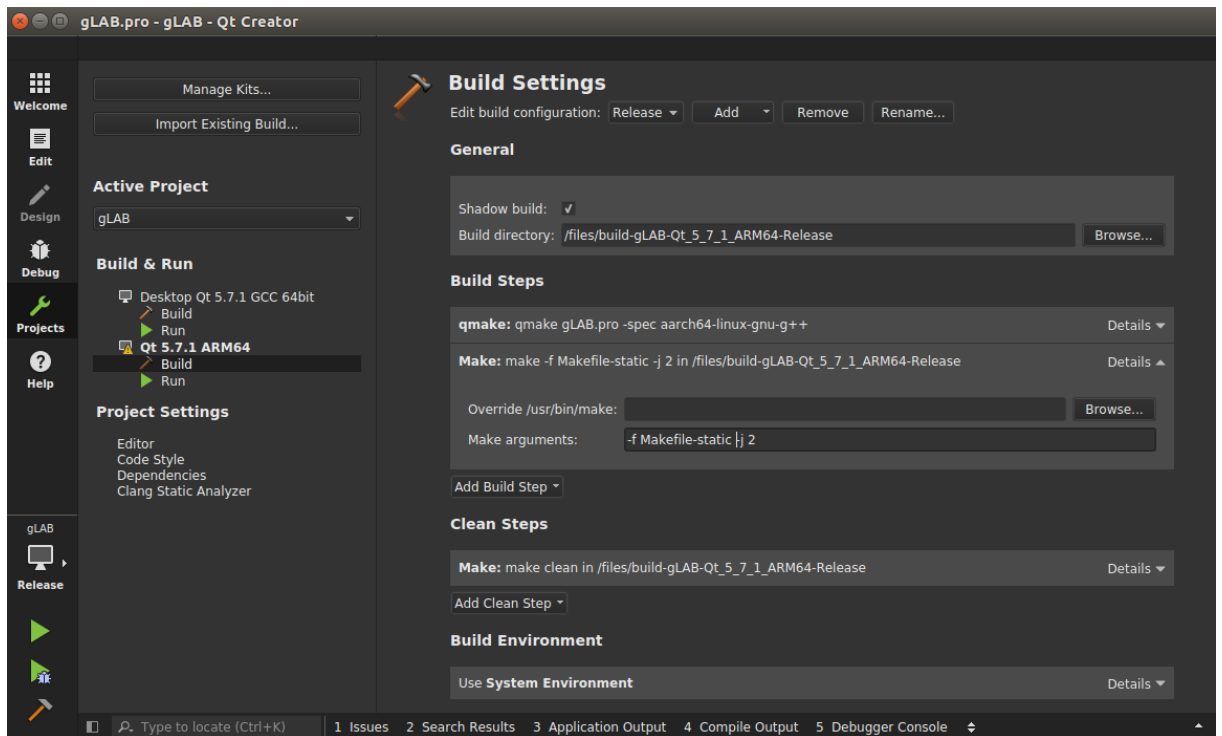 gLAB.pro - gLAB - Qt Creator
Welcome
Edit
Design
Debug
Projects
Help
gLAB
Release
Manage Kits...
Import Existing Build...
Active Project
gLAB
Build & Run
Desktop Qt 5.7.1 GCC 64bit
Build
Run
Qt 5.7.1 ARM64
Build
Run
Project Settings
Editor
Code Style
Dependencies
Clang Static Analyzer
Build Settings
Edit build configuration: Release Add Remove Rename...
General
Shadow build:
Build directory: /files/build-gLAB-Qt_5_7_1_ARM64-Release Browse...
Build Steps
qmake: qmake gLAB.pro -spec aarch64-linux-gnu-g++ Details
Make: make -f Makefile-static -j 2 in /files/build-gLAB-Qt_5_7_1_ARM64-Release Details
Override /usr/bin/make: Browse...
Make arguments: -f Makefile-static -j 2
Add Build Step
Clean Steps
Make: make clean in /files/build-gLAB-Qt_5_7_1_ARM64-Release Details
Add Clean Step
Build Environment
Use System Environment Details
Type to locate (Ctrl+K) 1 Issues 2 Search Results 3 Application Output 4 Compile Output 5 Debugger Console